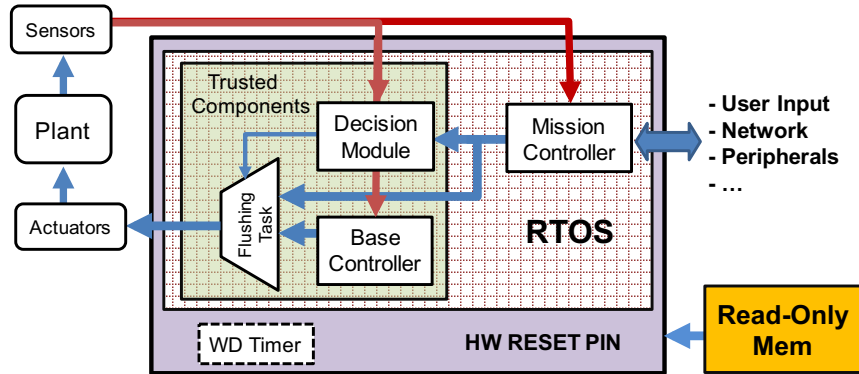 Sensors
Plant
Actuators
Trusted
Components
Decision
Module
Flushing
Task
Base
Controller
Mission
Controller
RTOS
- User Input
- Network
- Peripherals
- ...
WD Timer
HW RESET PIN
Read-Only
Mem